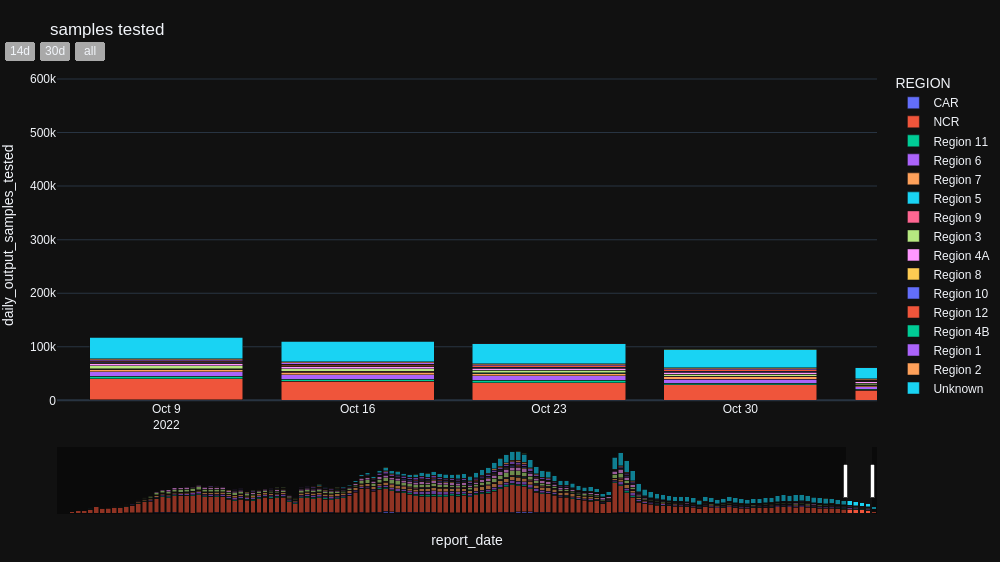 samples tested
14d 30d all
daily_output_samples_tested
600k
500k
400k
300k
200k
100k
0
Oct 9
2022
Oct 16
Oct 23
Oct 30
report_date
REGION
CAR
NCR
Region 11
Region 6
Region 7
Region 5
Region 9
Region 3
Region 4A
Region 8
Region 10
Region 12
Region 4B
Region 1
Region 2
Unknown